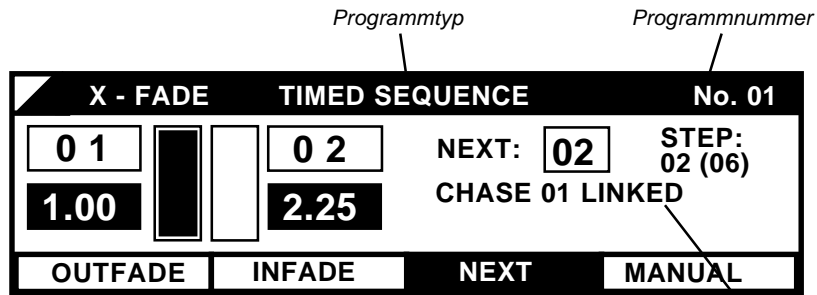 Programmtyp Programmnummer
X - FADE TIMED SEQUENCE No. 01
0 1 0 2 NEXT: 02 STEP:
02 (06)
1.00 2.25 CHASE 01 LINKED
OUTFADE INFADE NEXT MANUAL